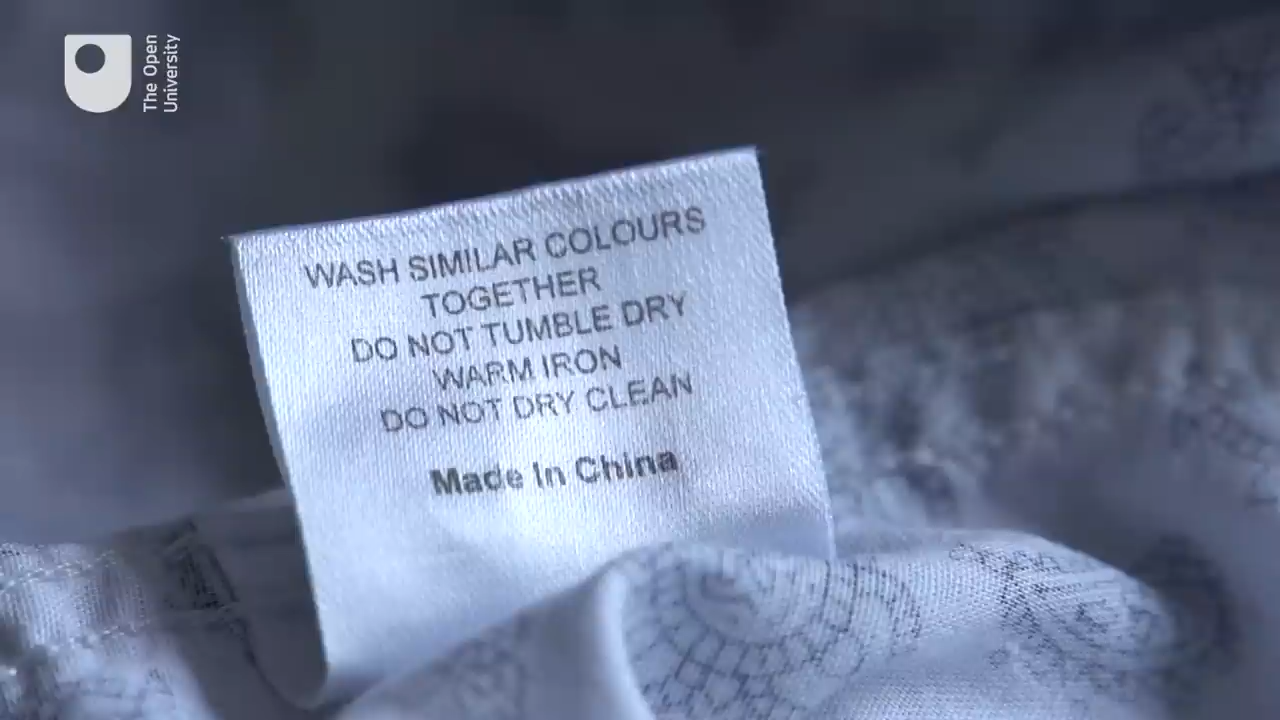 The Open
University
WASH SIMILAR COLOURS
TOGETHER
DO NOT TUMBLE DRY
WARM IRON
DO NOT DRY CLEAN
Made In China